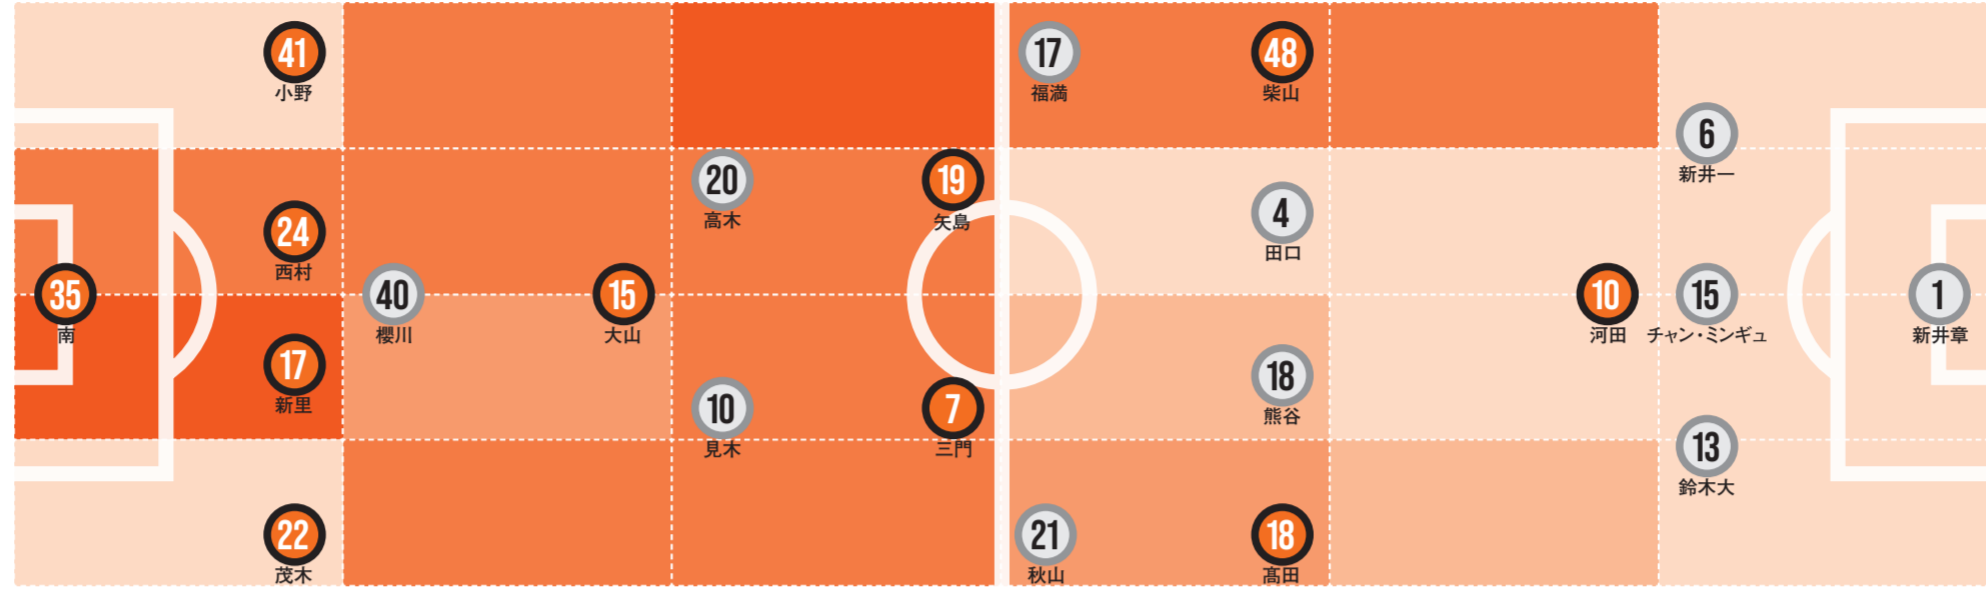 41
小野
17
福満
48
柴山
6
新井一
20
高木
19
矢島
4
田口
24
西村
35
南
40
櫻川
15
大山
10
河田
15
チャン・ミンギュ
1
新井章
17
新里
10
見木
7
三門
18
熊谷
13
鈴木大
22
茂木
21
秋山
18
髙田